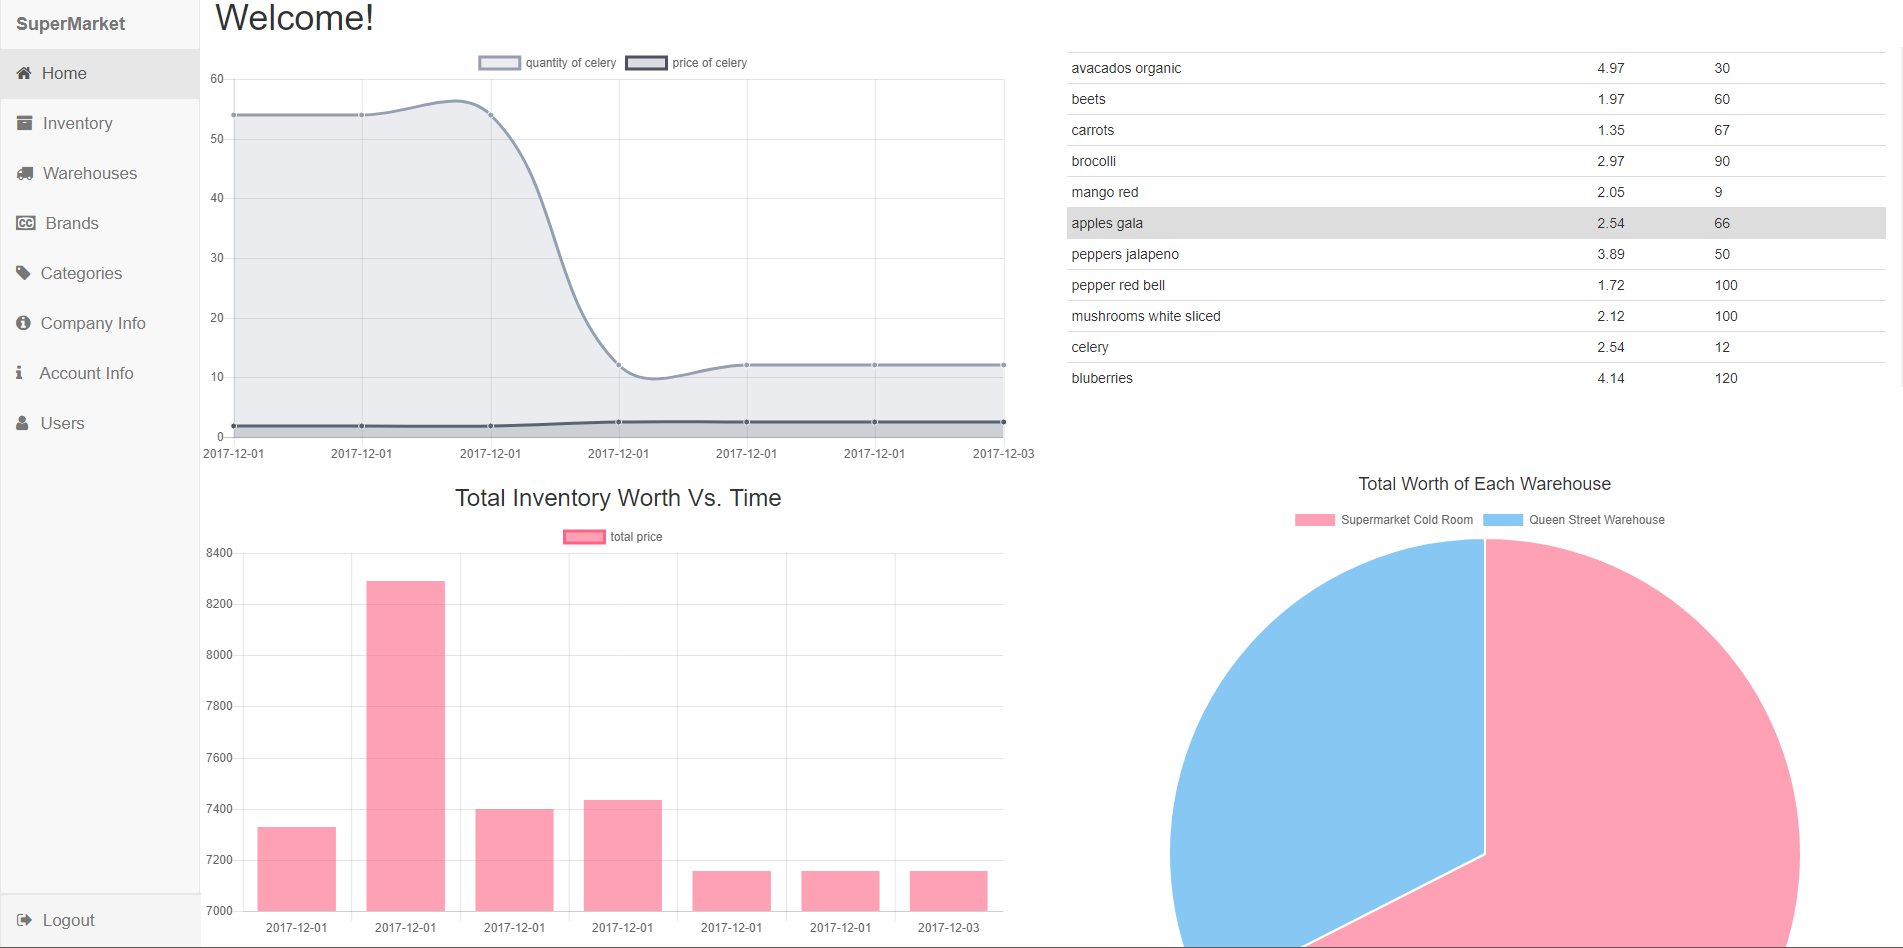 SuperMarket
Home
Inventory
Warehouses
CC Brands
Categories
Company Info
Account Info
Users
Logout
Welcome!
quantity of celery price of celery
60
50
40
30
20
10
0
2017-12-01 2017-12-01 2017-12-01 2017-12-01 2017-12-01 2017-12-01 2017-12-03
avacados organic 4.97 30
beets 1.97 60
carrots 1.35 67
brocolli 2.97 90
mango red 2.05 9
apples gala 2.54 66
peppers jalapeno 3.89 50
pepper red bell 1.72 100
mushrooms white sliced 2.12 100
celery 2.54 12
bluberries 4.14 120
Total Inventory Worth Vs. Time
total price
8400
8200
8000
7800
7600
7400
7200
7000
2017-12-01 2017-12-01 2017-12-01 2017-12-01 2017-12-01 2017-12-01 2017-12-03
Total Worth of Each Warehouse
Supermarket Cold Room Queen Street Warehouse